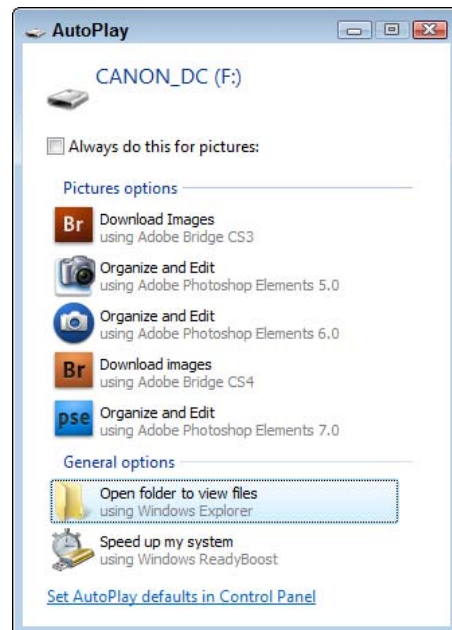 AutoPlay
CANON_DC (F:)
Always do this for pictures:
Pictures options
Br
Download Images
using Adobe Bridge CS3
Organize and Edit
using Adobe Photoshop Elements 5.0
Organize and Edit
using Adobe Photoshop Elements 6.0
Br
Download images
using Adobe Bridge CS4
pse
Organize and Edit
using Adobe Photoshop Elements 7.0
General options
Open folder to view files
using Windows Explorer
Speed up my system
using Windows ReadyBoost
Set AutoPlay defaults in Control Panel